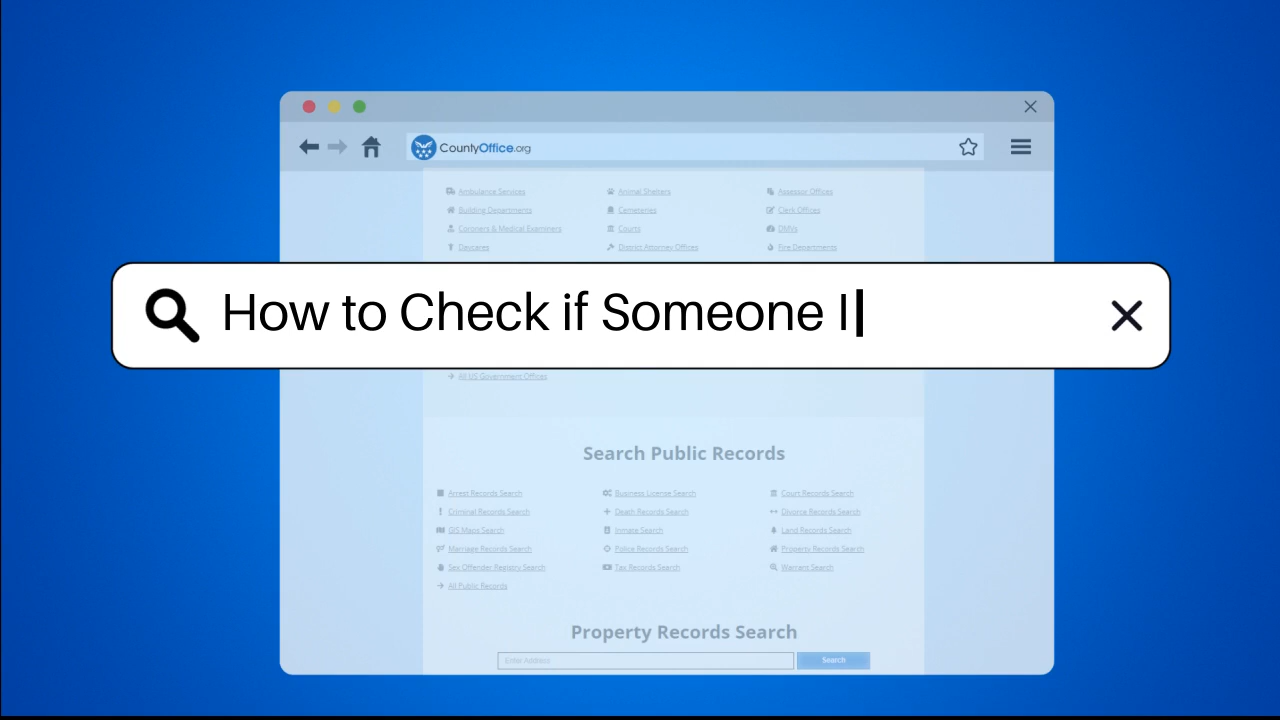 CountyOffice.org
Ambulance Services Animal Shelters Assessor Offices
Building Departments Cemeteries Clerk Offices
Coroners & Medical Examiners Courts DMVs
Daycares District Attorney Offices Fire Departments
How to Check if Someone I
All US Government Offices
Search Public Records
Arrest Records Search Business License Search Court Records Search
Criminal Records Search Death Records Search Divorce Records Search
GIS Maps Search Inmate Search Land Records Search
Marriage Records Search Police Records Search Property Records Search
Sex Offender Registry Search Tax Records Search Warrant Search
All Public Records
Property Records Search
Enter Address Search